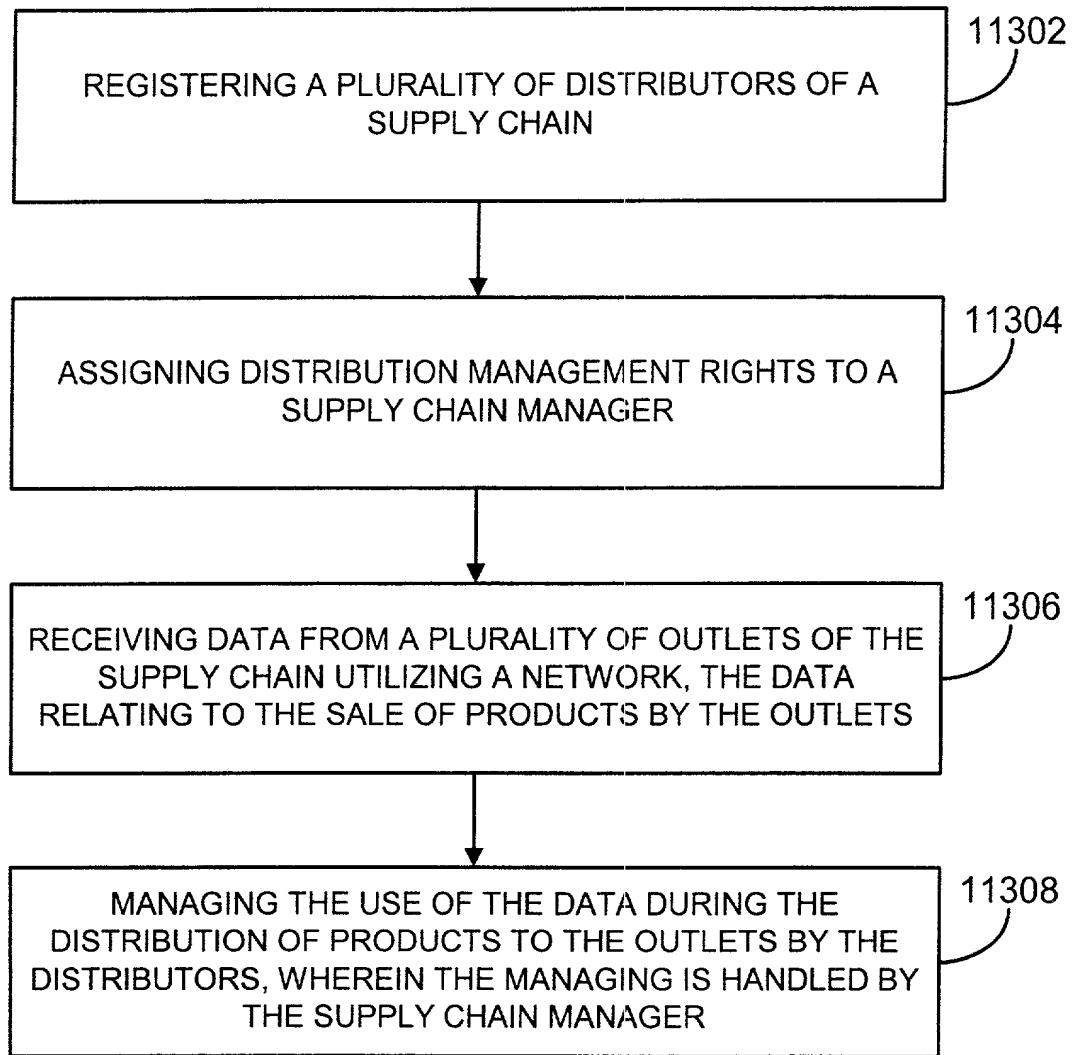 11302
REGISTERING A PLURALITY OF DISTRIBUTORS OF A
SUPPLY CHAIN
11304
ASSIGNING DISTRIBUTION MANAGEMENT RIGHTS TO A
SUPPLY CHAIN MANAGER
11306
RECEIVING DATA FROM A PLURALITY OF OUTLETS OF THE
SUPPLY CHAIN UTILIZING A NETWORK, THE DATA
RELATING TO THE SALE OF PRODUCTS BY THE OUTLETS
11308
MANAGING THE USE OF THE DATA DURING THE
DISTRIBUTION OF PRODUCTS TO THE OUTLETS BY THE
DISTRIBUTORS, WHEREIN THE MANAGING IS HANDLED BY
THE SUPPLY CHAIN MANAGER